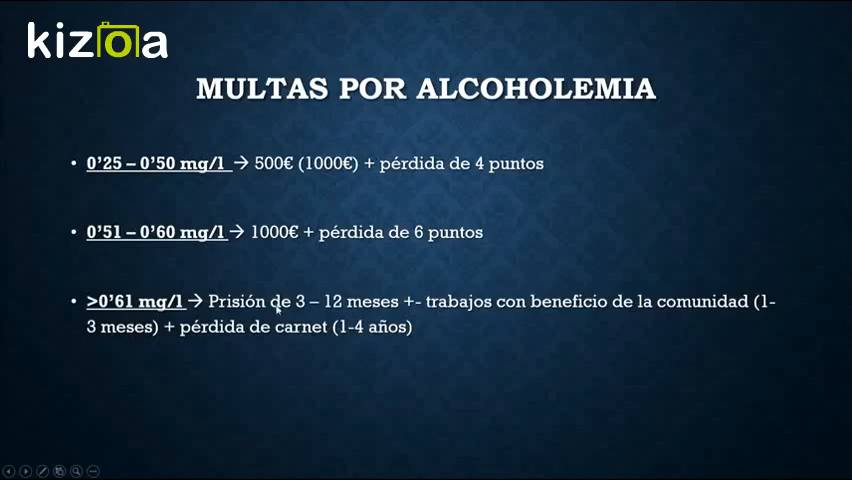 kizoa
MULTAS POR ALCOHOLEMIA
• 0’25 – 0’50 mg/l → 500€ (1000€) + pérdida de 4 puntos
• 0’51 – 0’60 mg/l → 1000€ + pérdida de 6 puntos
• >0’61 mg/l → Prisión de 3 – 12 meses +- trabajos con beneficio de la comunidad (1-
3 meses) + pérdida de carnet (1-4 años)